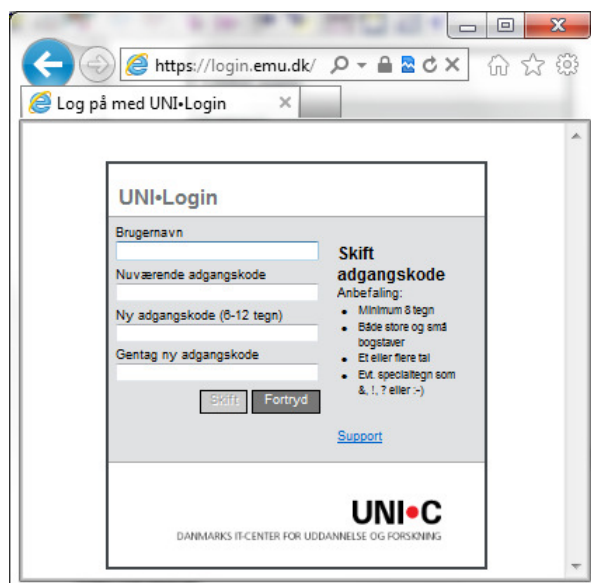 https://login.emu.dk/
Log på med UNI•Login
UNI•Login
Brugernavn
Nuværende adgangskode
Ny adgangskode (6-12 tegn)
Gentag ny adgangskode
Skift
Fortryd
Skift
adgangskode
Anbefaling:
• Minimum 8 tegn
• Både store og små
bogstaver
• Et eller flere tal
• Evt. specialtegn som
&, !, ? eller :-)
Support
UNI•C
DANMARKS IT-CENTER FOR UDDANNELSE OG FORSKNING